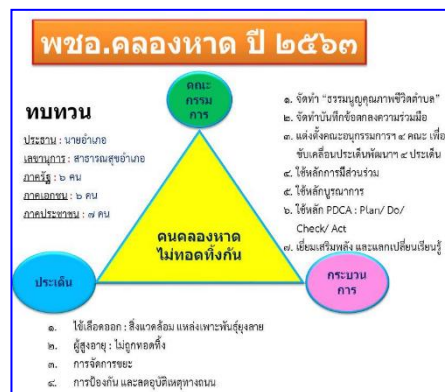 พชอ.คลองหาด ปี ๒๕๖๓
คณะ
กรรม
การ
ทบทวน
ประธาน : นายอำเภอ
เลขานุการ : สาธารณสุขอำเภอ
ภาครัฐ : ๖ คน
ภาคเอกชน : ๖ คน
ภาคประชาชน : ๗ คน
๑. จัดทำ "ธรรมนูญคุณภาพชีวิตตำบล"
๒. จัดทำบันทึกข้อตกลงความร่วมมือ
๓. แต่งตั้งคณะอนุกรรมการฯ ๔ คณะ เพื่อ
ขับเคลื่อนประเด็นพัฒนาฯ ๔ ประเด็น
๔. ใช้หลักการมีส่วนร่วม
๕. ใช้หลักบูรณาการ
๖. ใช้หลัก PDCA : Plan/ Do/
Check/ Act
๗. เยี่ยมเสริมพลัง และแลกเปลี่ยนเรียนรู้
คนคลองหาด
ไม่ทอดทิ้งกัน
ประเด็น
กระบวน
การ
๑. ไข้เลือดออก : สิ่งแวดล้อม แหล่งเพาะพันธุ์ยุงลาย
๒. ผู้สูงอายุ : ไม่ถูกทอดทิ้ง
๓. การจัดการขยะ
๔. การป้องกัน และลดอุบัติเหตุทางถนน